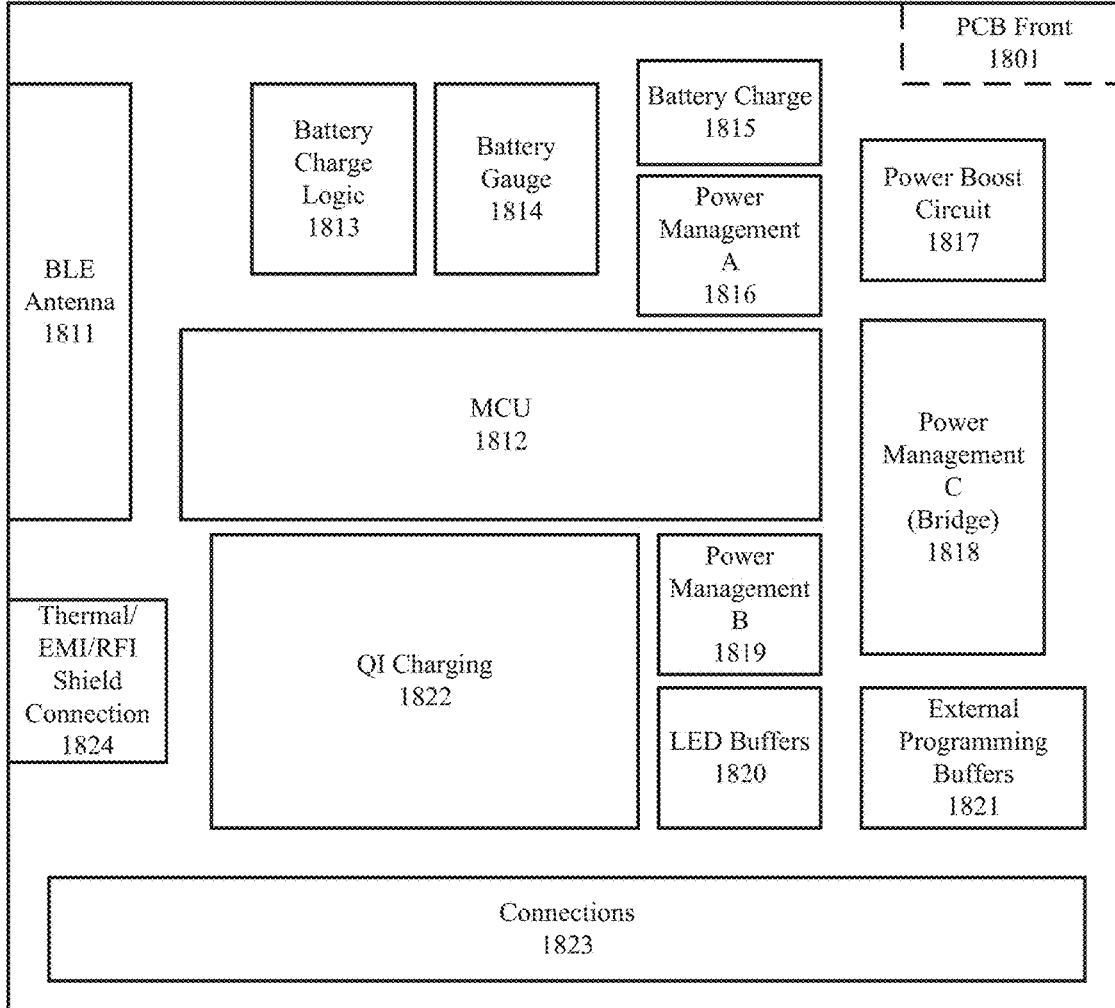 PCB Front
1801
BLE
Antenna
1811
Battery
Charge
Logic
1813
Battery
Gauge
1814
Battery Charge
1815
Power
Management
A
1816
Power Boost
Circuit
1817
MCU
1812
Power
Management
C
(Bridge)
1818
Thermal/
EMI/RFI
Shield
Connection
1824
QI Charging
1822
Power
Management
B
1819
LED Buffers
1820
External
Programming
Buffers
1821
Connections
1823